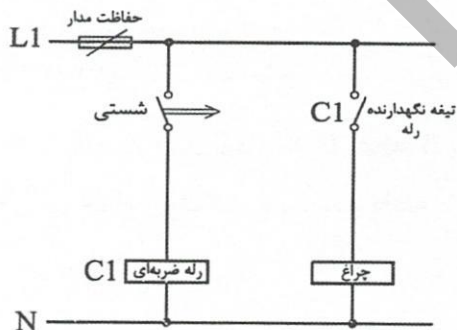 حفاظت مدار
L1
شستی
C1
تیغه نگهدارنده
رله
C1
رله ضربه‌ای
چراغ
N